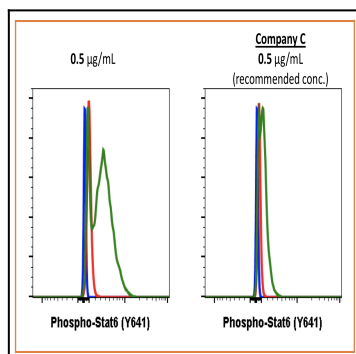 Company C
0.5 μg/mL
0.5 μg/mL
(recommended conc.)
Phospho-Stat6 (Y641)
Phospho-Stat6 (Y641)